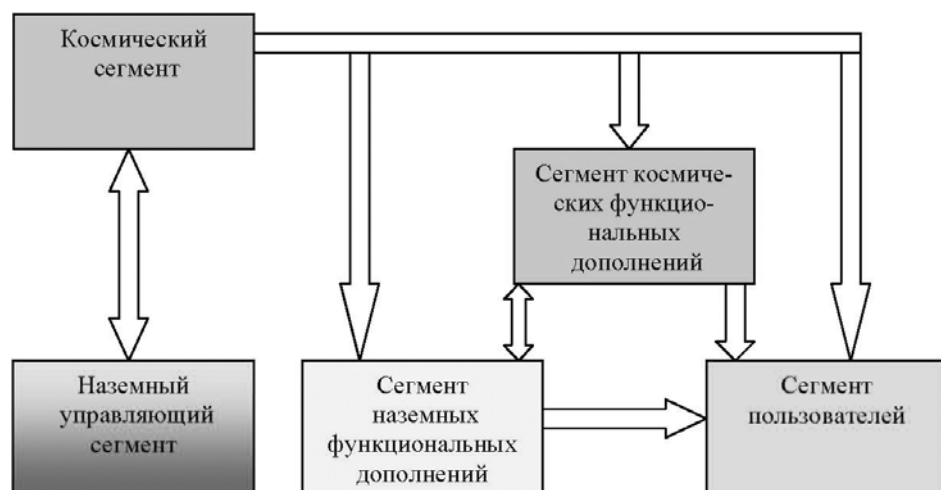 Космический
сегмент
Сегмент космиче-
ских функцио-
нальных
дополнений
Наземный
управляющий
сегмент
Сегмент
наземных
функциональных
дополнений
Сегмент
пользователей